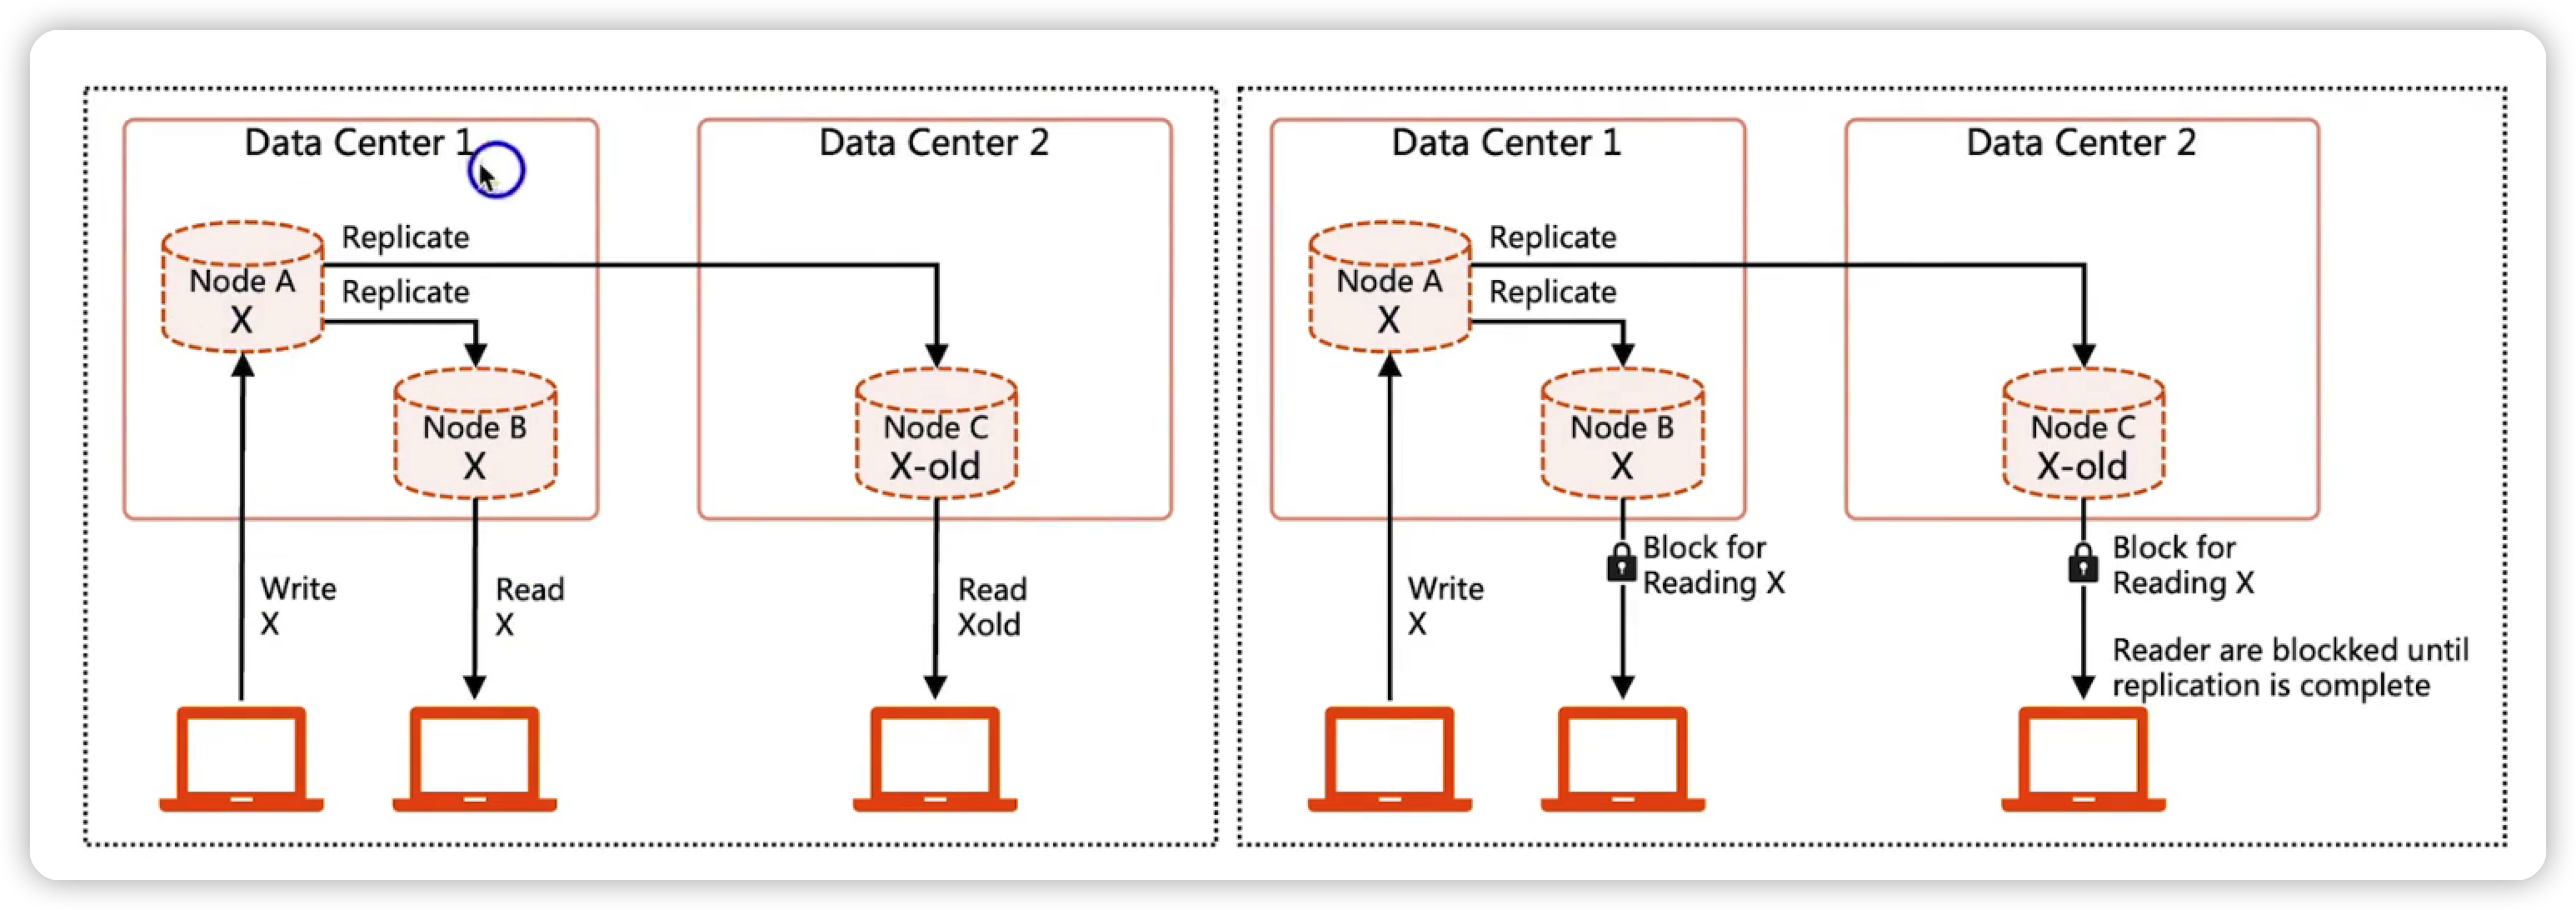 Data Center 1
Data Center 2
Replicate
Replicate
Node A
X
Node B
X
Node C
X-old
Write
X
Read
X
Read
Xold
Data Center 1
Data Center 2
Replicate
Replicate
Node A
X
Node B
X
Node C
X-old
Write
X
Block for
Reading X
Block for
Reading X
Reader are blockked until
replication is complete